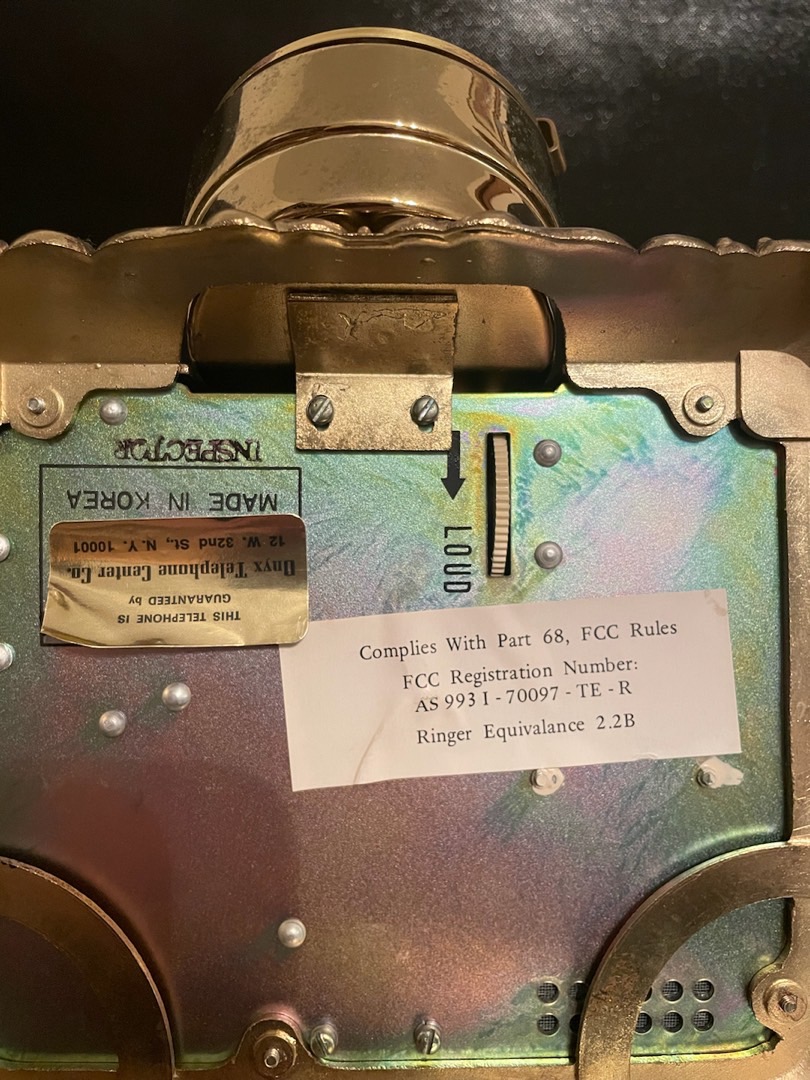 INSPECTOR
MADE IN KOREA
THIS TELEPHONE IS
GUARANTEED by
Onyx Telephone Center Co.
12 W. 32nd St., N.Y. 10001
LOUD
Complies With Part 68, FCC Rules
FCC Registration Number:
AS 993 I - 70097 - TE - R
Ringer Equivalance 2.2B